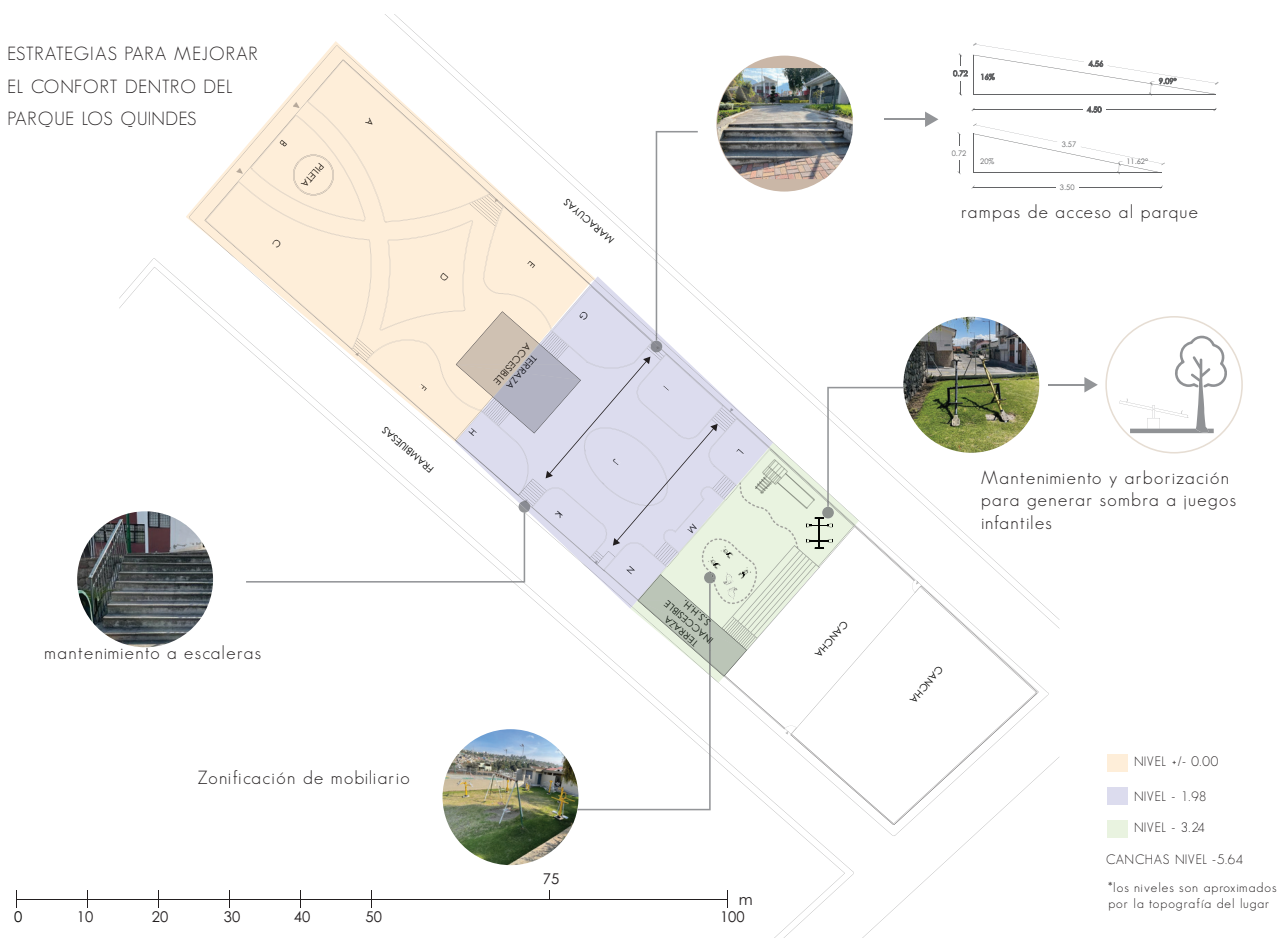 ESTRATEGIAS PARA MEJORAR
EL CONFORT DENTRO DEL
PARQUE LOS QUINDES
4.56
0.72
16%
9.09°
4.50
3.57
0.72
20%
11.62°
3.50
rampas de acceso al parque
A
B
PILETA
C
D
E
F
MARACUYAS
G
TERRAZA
ACCESIBLE
H
I
J
K
L
M
N
FRAMBUESAS
TERRAZA
INACCESIBLE
S.S.H.H.
CANCHA
CANCHA
Mantenimiento y arborización
para generar sombra a juegos
infantiles
mantenimiento a escaleras
Zonificación de mobiliario
NIVEL +/- 0.00
NIVEL - 1.98
NIVEL - 3.24
CANCHAS NIVEL -5.64
*los niveles son aproximados
por la topografía del lugar
75
m
0 10 20 30 40 50 100